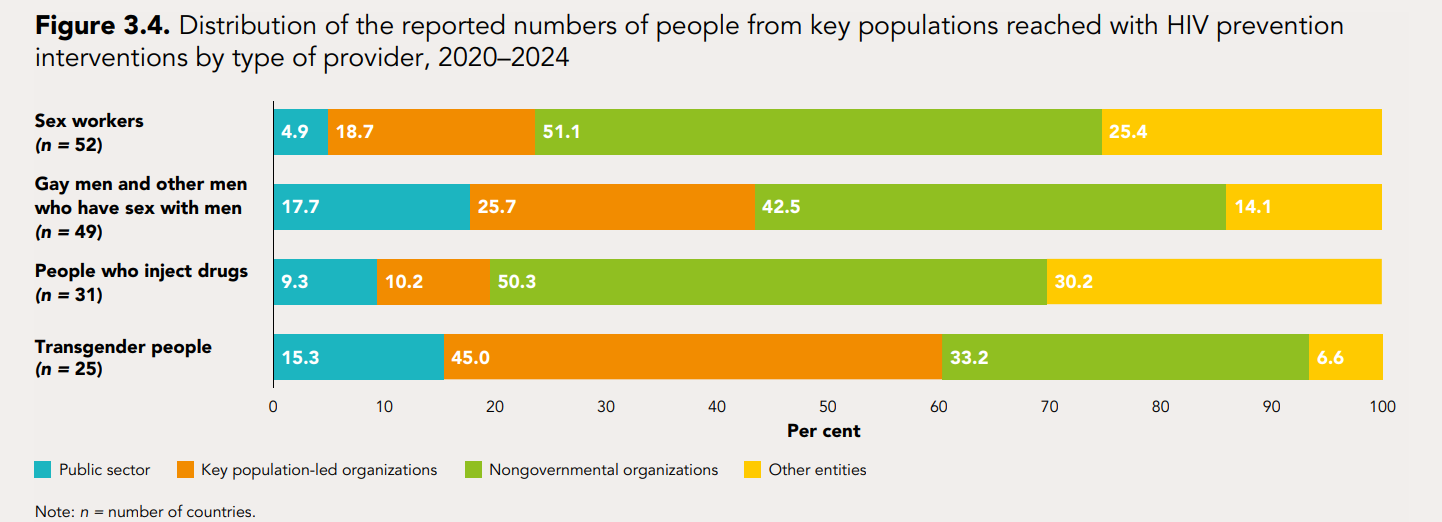 Figure 3.4. Distribution of the reported numbers of people from key populations reached with HIV prevention
interventions by type of provider, 2020–2024
Sex workers
(n = 52)
4.9 18.7 51.1 25.4
Gay men and other men
who have sex with men
(n = 49)
17.7 25.7 42.5 14.1
People who inject drugs
(n = 31)
9.3 10.2 50.3 30.2
Transgender people
(n = 25)
15.3 45.0 33.2 6.6
0 10 20 30 40 50 60 70 80 90 100
Per cent
Public sector Key population-led organizations Nongovernmental organizations Other entities
Note: n = number of countries.